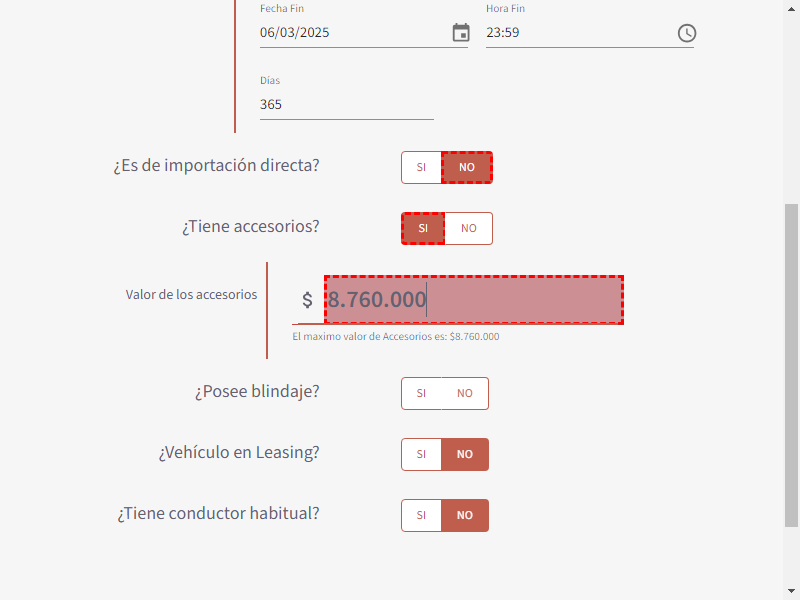 Fecha Fin
Hora Fin
06/03/2025
23:59
Días
365
¿Es de importación directa?
SI
NO
¿Tiene accesorios?
SI
NO
Valor de los accesorios
$
8.760.000
El maximo valor de Accesorios es: $8.760.000
¿Posee blindaje?
SI
NO
¿Vehículo en Leasing?
SI
NO
¿Tiene conductor habitual?
SI
NO